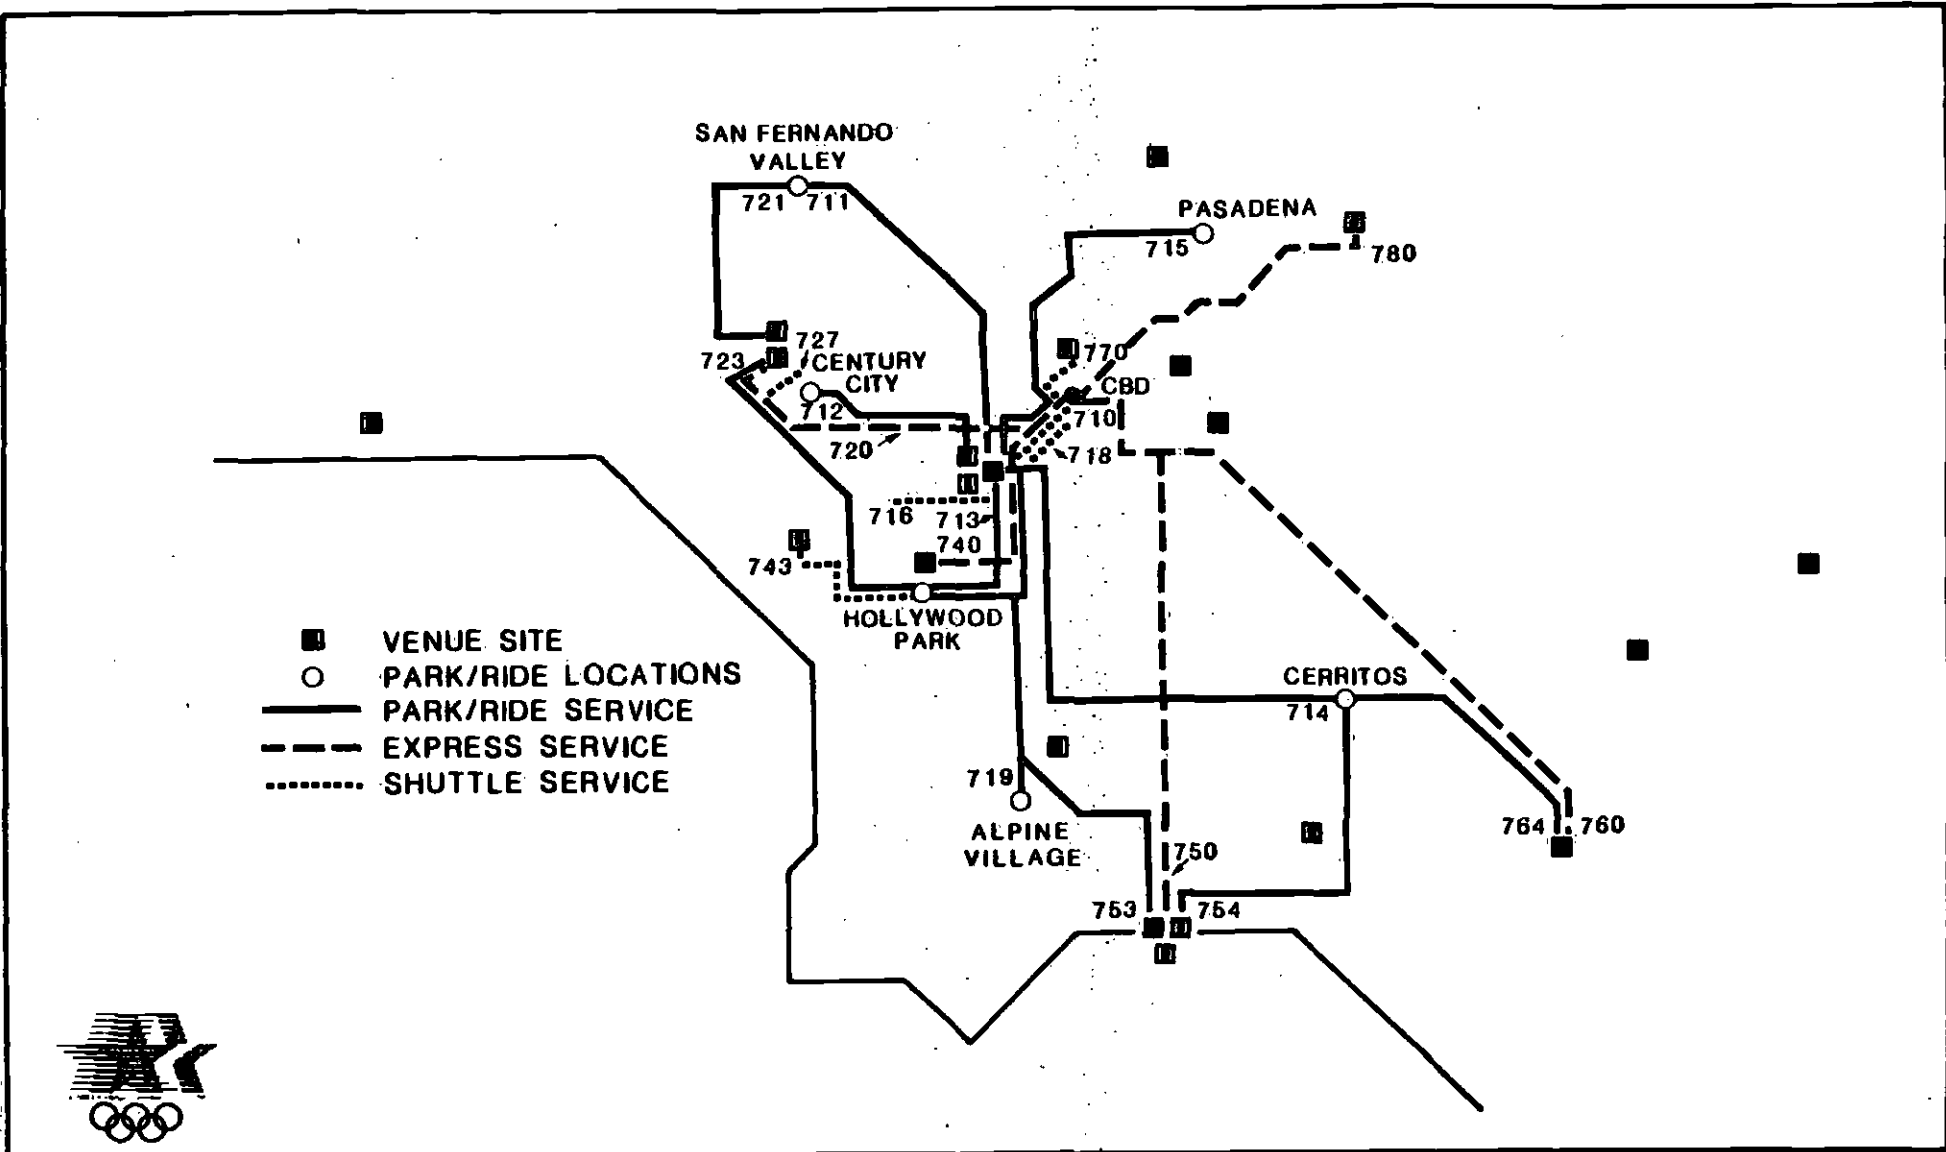 SAN FERNANDO
VALLEY
721 711
PASADENA
715
780
727
723
CENTURY
CITY
712
770
CBD
710
720
718
716
713
740
743
HOLLYWOOD
PARK
VENUE SITE
PARK/RIDE LOCATIONS
PARK/RIDE SERVICE
EXPRESS SERVICE
SHUTTLE SERVICE
CERRITOS
714
719
ALPINE
VILLAGE
764 760
750
753 754